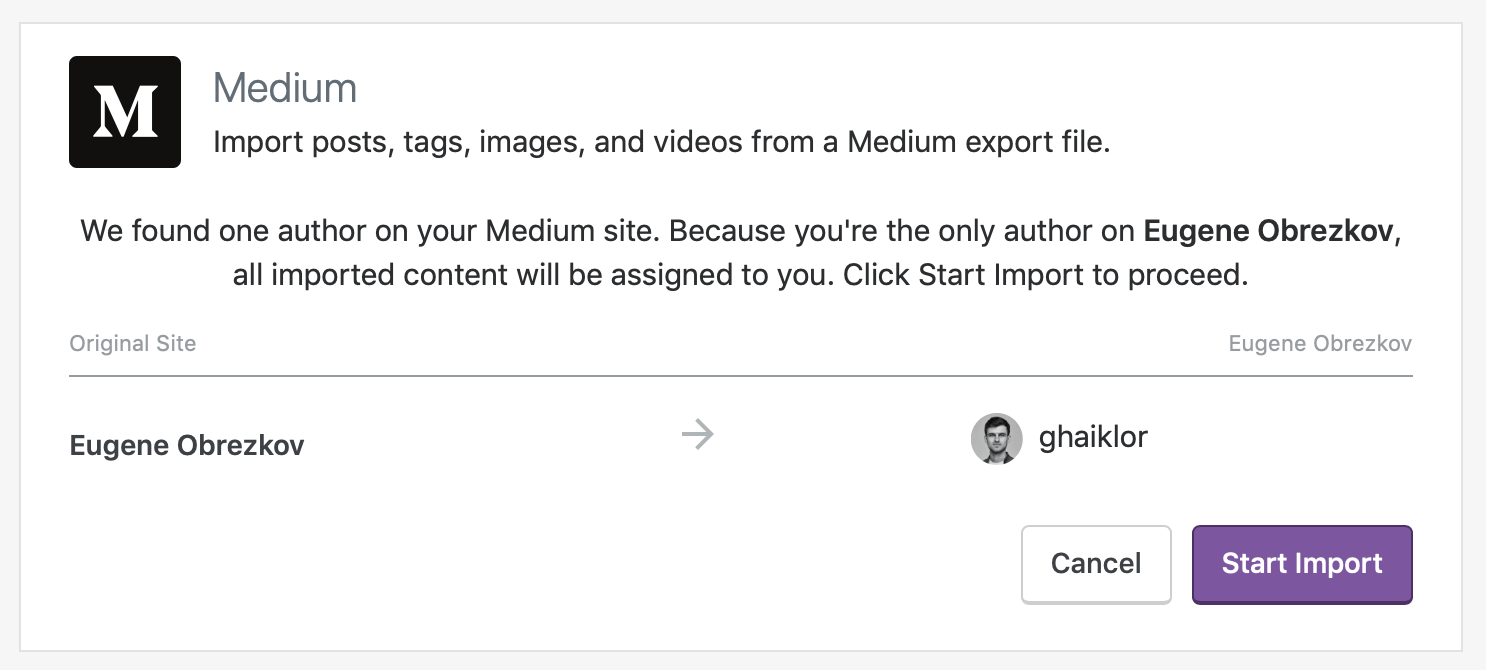 M
Medium
Import posts, tags, images, and videos from a Medium export file.
We found one author on your Medium site. Because you're the only author on Eugene Obrezkov,
all imported content will be assigned to you. Click Start Import to proceed.
Original Site Eugene Obrezkov
Eugene Obrezkov → ghaiklor
Cancel Start Import